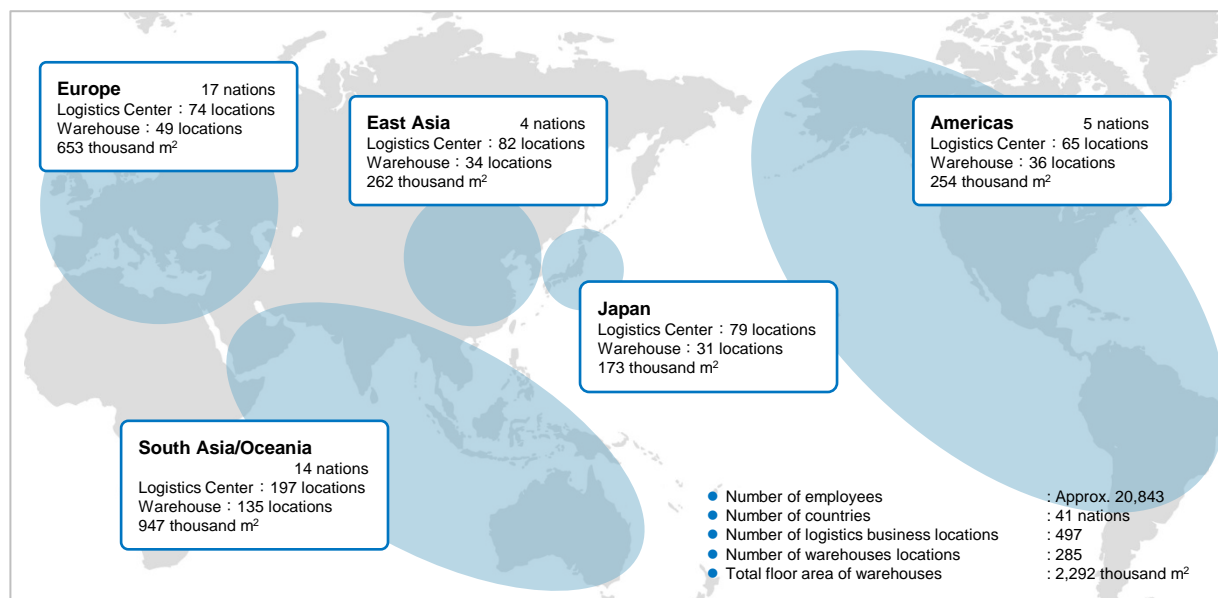 Europe 17 nations
Logistics Center：74 locations
Warehouse：49 locations
653 thousand m²
East Asia 4 nations
Logistics Center：82 locations
Warehouse：34 locations
262 thousand m²
Americas 5 nations
Logistics Center：65 locations
Warehouse：36 locations
254 thousand m²
Japan
Logistics Center：79 locations
Warehouse：31 locations
173 thousand m²
South Asia/Oceania
14 nations
Logistics Center：197 locations
Warehouse：135 locations
947 thousand m²
● Number of employees : Approx. 20,843
● Number of countries : 41 nations
● Number of logistics business locations : 497
● Number of warehouses locations : 285
● Total floor area of warehouses : 2,292 thousand m²